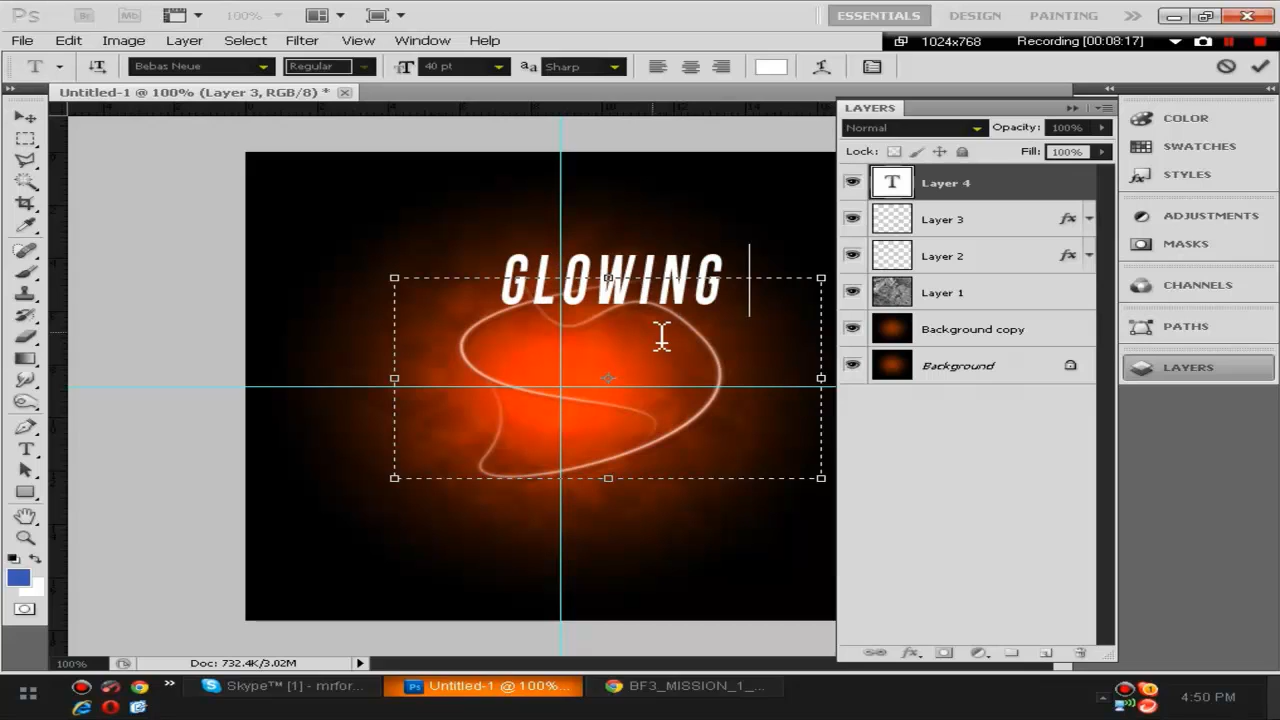 Ps Br Mb 100% ESSENTIALS DESIGN PAINTING
File Edit Image Layer Select Filter View Window Help 1024x768 Recording [00:08:17]
T Bebas Neue Regular 40 pt Sharp
Untitled-1 @ 100% (Layer 3, RGB/8) *
LAYERS
Normal Opacity: 100%
Lock: Fill: 100%
T Layer 4
Layer 3 fx
Layer 2 fx
Layer 1
Background copy
Background
COLOR
SWATCHES
STYLES
ADJUSTMENTS
MASKS
CHANNELS
PATHS
LAYERS
GLOWING
100% Doc: 732.4K/3.02M
Skype™ [1] - mrfor... Untitled-1 @ 100%... BF3_MISSION_1_... 4:50 PM